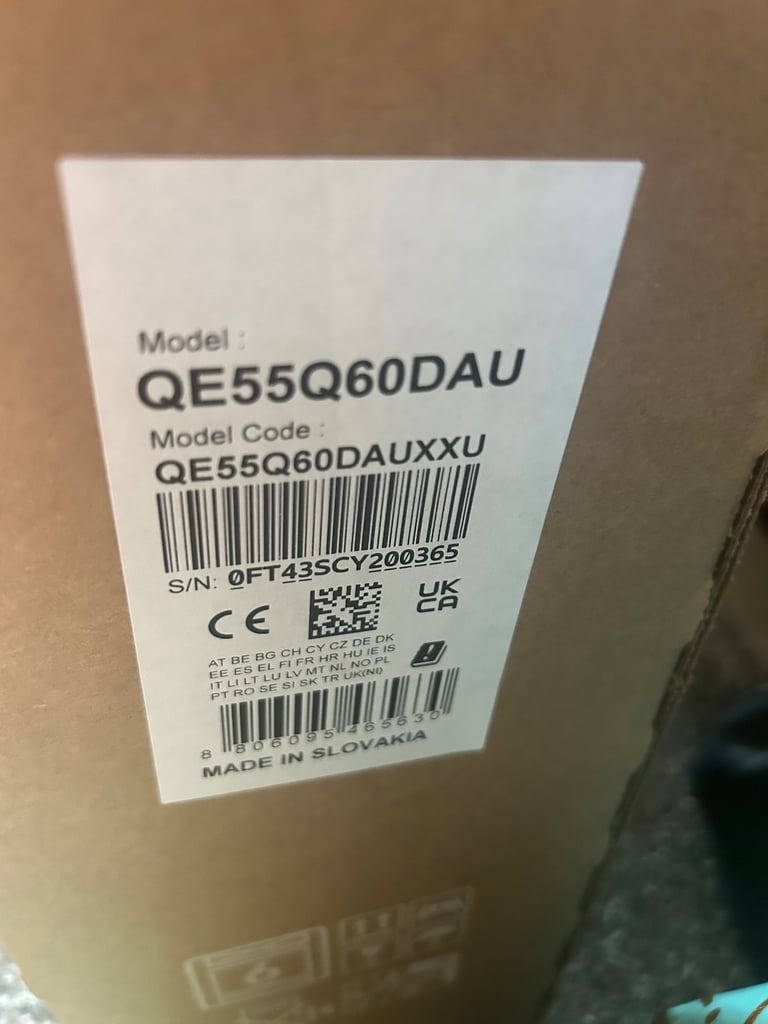 Model :
QE55Q60DAU
Model Code :
QE55Q60DAUXXU
S/N: 0FT43SCY200365
CE
UK
CA
AT BE BG CH CY CZ DE DK
EE ES EL FI FR HR HU IE IS
IT LI LT LU LV MT NL NO PL
PT RO SE SI SK TR UK(NI)
8 806095 465630
MADE IN SLOVAKIA
6